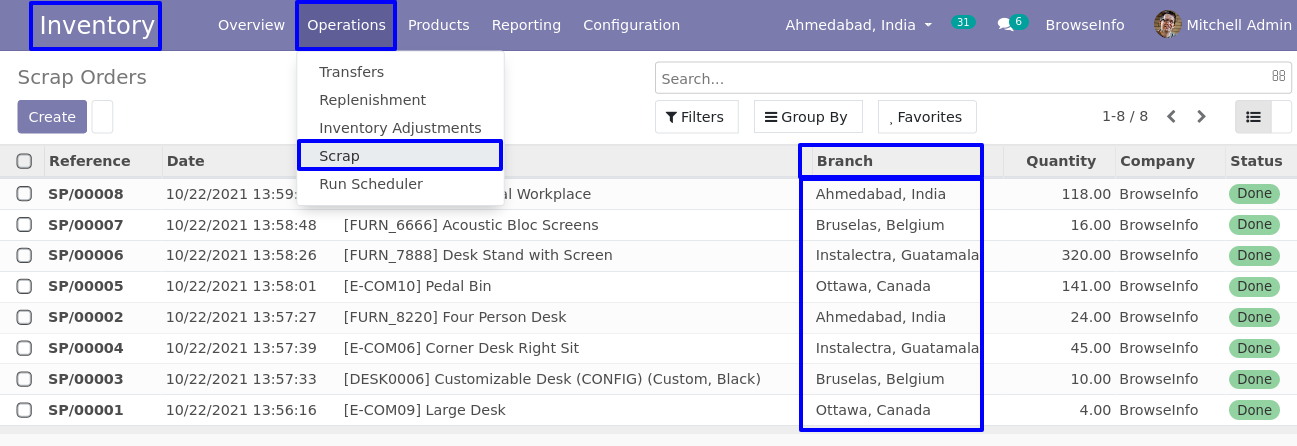 Inventory Overview Operations Products Reporting Configuration Ahmedabad, India 31 6 BrowseInfo Mitchell Admin
Scrap Orders
Search...
Transfers
Replenishment
Inventory Adjustments
Scrap
Run Scheduler
Create
Filters Group By Favorites 1-8 / 8
Reference Date Branch Quantity Company Status
SP/00008 10/22/2021 13:59: Workplace Ahmedabad, India 118.00 BrowseInfo Done
SP/00007 10/22/2021 13:58:48 [FURN_6666] Acoustic Bloc Screens Bruselas, Belgium 16.00 BrowseInfo Done
SP/00006 10/22/2021 13:58:26 [FURN_7888] Desk Stand with Screen Instalectra, Guatamala 320.00 BrowseInfo Done
SP/00005 10/22/2021 13:58:01 [E-COM10] Pedal Bin Ottawa, Canada 141.00 BrowseInfo Done
SP/00002 10/22/2021 13:57:27 [FURN_8220] Four Person Desk Ahmedabad, India 24.00 BrowseInfo Done
SP/00004 10/22/2021 13:57:39 [E-COM06] Corner Desk Right Sit Instalectra, Guatamala 45.00 BrowseInfo Done
SP/00003 10/22/2021 13:57:33 [DESK0006] Customizable Desk (CONFIG) (Custom, Black) Bruselas, Belgium 10.00 BrowseInfo Done
SP/00001 10/22/2021 13:56:16 [E-COM09] Large Desk Ottawa, Canada 4.00 BrowseInfo Done